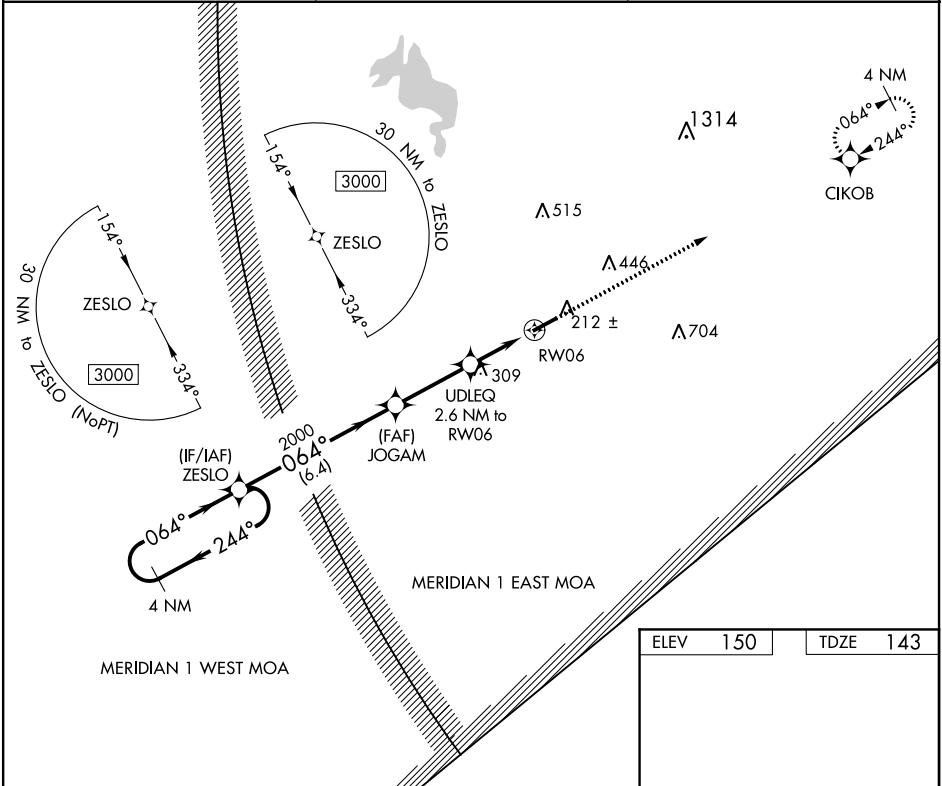 4 NM
064°
244°
CIKOB
1314
30 NM to ZESLO
154°
3000
ZESLO
334°
515
446
212 ±
704
RW06
154°
ZESLO
30 NM to ZESLO (NoPT)
3000
334°
309
UDLEQ
2.6 NM to
RW06
(FAF)
JOGAM
2000
064°
(6.4)
(IF/IAF)
ZESLO
064°
244°
4 NM
MERIDIAN 1 EAST MOA
MERIDIAN 1 WEST MOA
ELEV 150
TDZE 143